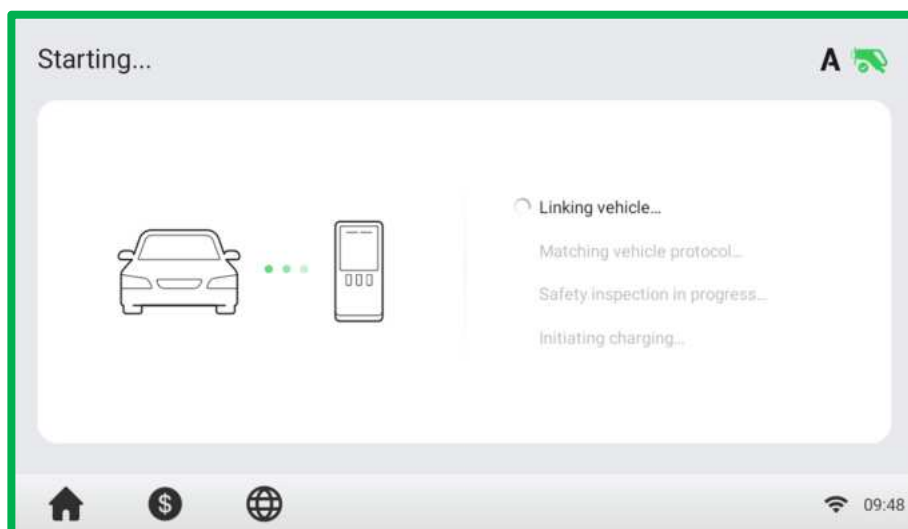 Starting...
A
Linking vehicle...
Matching vehicle protocol...
Safety inspection in progress...
Initiating charging...
$
09:48